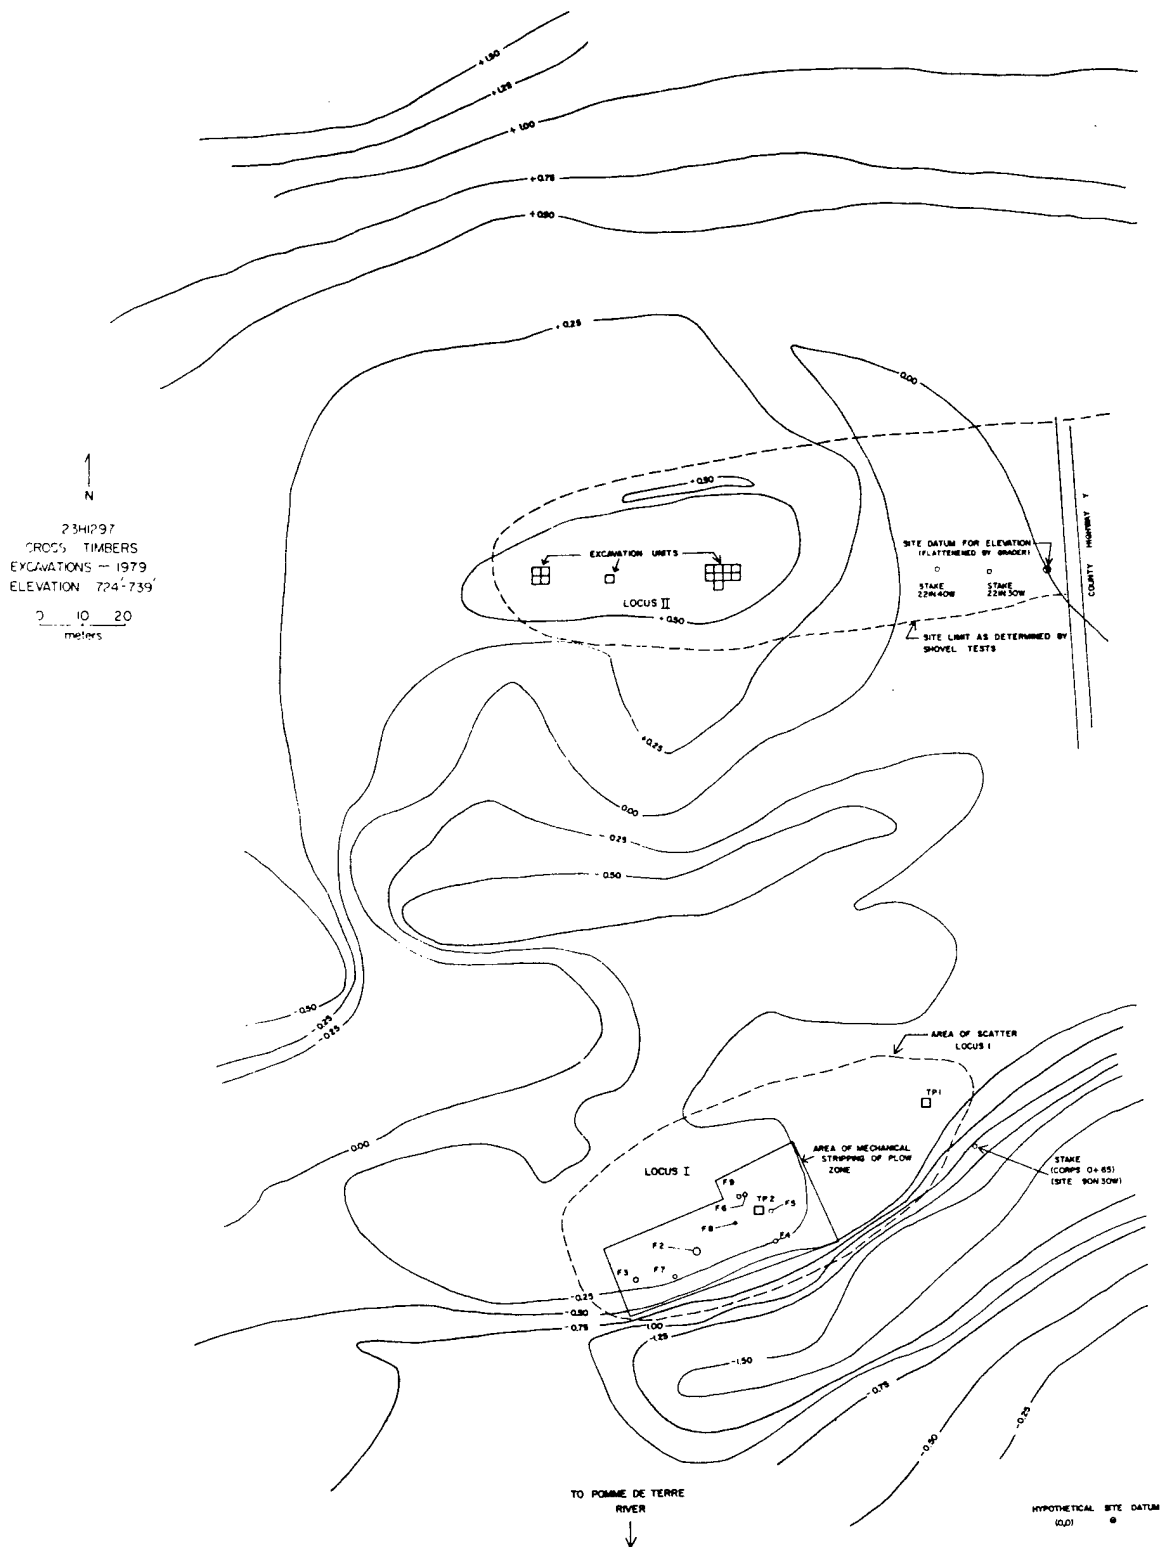 +1.50
+1.25
+1.00
+0.75
+0.50
+0.25
0.00
N
23HI297
CROSS TIMBERS
EXCAVATIONS – 1979
ELEVATION 724'-739'
0 10 20
meters
+0.50
EXCAVATION UNITS
LOCUS II
+0.50
SITE DATUM FOR ELEVATION
(FLATTENENED BY GRADER)
STAKE
22IN40W
STAKE
22IN30W
COUNTY HIGHWAY Y
SITE LIMIT AS DETERMINED BY
SHOVEL TESTS
+0.25
0.00
-0.25
-0.50
-0.50
-0.25
-0.25
0.00
AREA OF SCATTER
LOCUS I
TP1
AREA OF MECHANICAL
STRIPPING OF PLOW
ZONE
STAKE
(CORPS 0+65)
(SITE 90N 30W)
LOCUS I
F9
F6
TP2
F5
F8
F4
F2
F3
F7
-0.25
-0.50
-0.75
-1.00
-1.25
-1.50
-0.75
-0.50
-0.25
TO POMME DE TERRE
RIVER
HYPOTHETICAL SITE DATUM
(0,0)